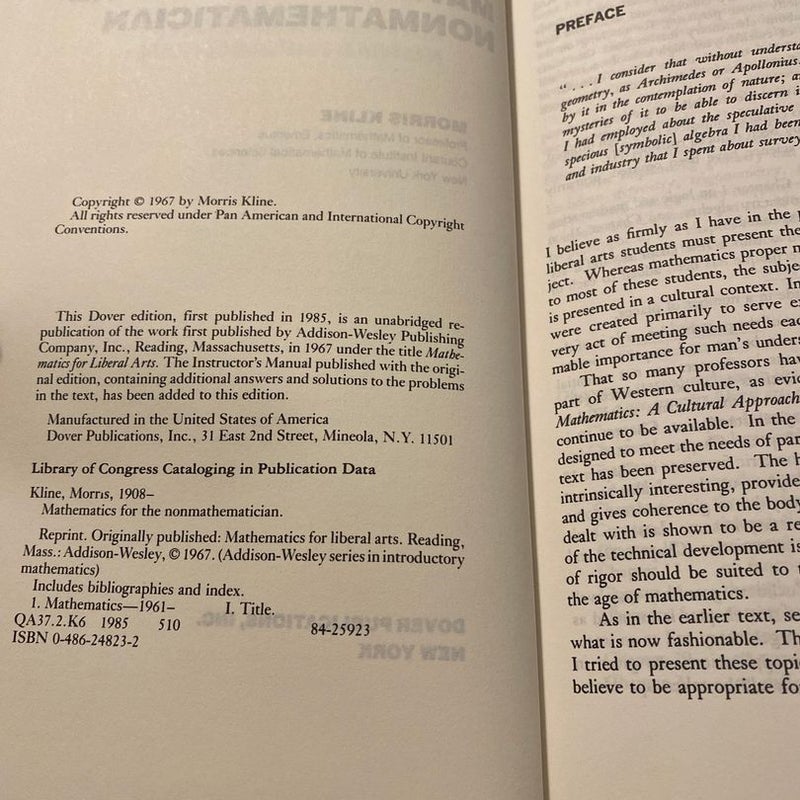 Copyright © 1967 by Morris Kline.
All rights reserved under Pan American and International Copyright
Conventions.
This Dover edition, first published in 1985, is an unabridged re-
publication of the work first published by Addison-Wesley Publishing
Company, Inc., Reading, Massachusetts, in 1967 under the title Mathe-
matics for Liberal Arts. The Instructor's Manual published with the origi-
nal edition, containing additional answers and solutions to the problems
in the text, has been added to this edition.
Manufactured in the United States of America
Dover Publications, Inc., 31 East 2nd Street, Mineola, N.Y. 11501
Library of Congress Cataloging in Publication Data
Kline, Morris, 1908–
Mathematics for the nonmathematician.
Reprint. Originally published: Mathematics for liberal arts. Reading,
Mass.: Addison-Wesley, © 1967. (Addison-Wesley series in introductory
mathematics)
Includes bibliographies and index.
1. Mathematics—1961– I. Title.
QA37.2.K6 1985 510 84-25923
ISBN 0-486-24823-2
PREFACE
“ . . . I consider that without understa
geometry, as Archimedes or Apollonius.
by it in the contemplation of nature; a
mysteries of it to be able to discern i
I had employed about the speculative
specious [symbolic] algebra I had been
and industry that I spent about survey
I believe as firmly as I have in the
liberal arts students must present the
ject. Whereas mathematics proper
to most of these students, the subje
is presented in a cultural context. In
were created primarily to serve
very act of meeting such needs
mable importance for man's unders
That so many professors
part of Western culture, as evi
Mathematics: A Cultural Approach
continue to be available. In the
designed to meet the needs of par
text has been preserved. The
intrinsically interesting, provide
and gives coherence to the body
dealt with is shown to be a re
of the technical development is
of rigor should be suited to
the age of mathematics.
As in the earlier text, se
what is now fashionable. Th
I tried to present these topi
believe to be appropriate fo